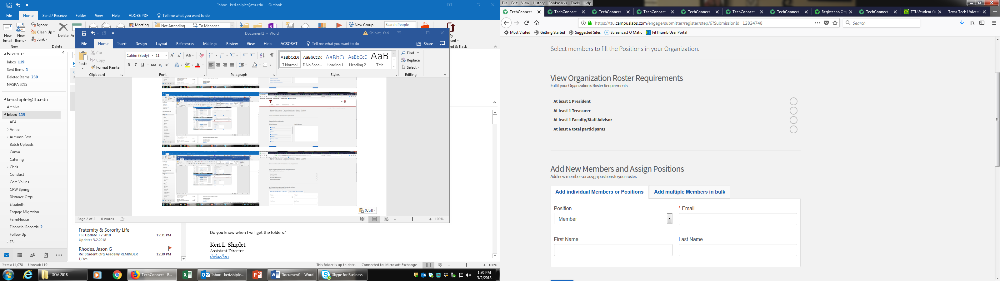 Inbox - keri.shiplet@ttu.edu - Outlook
File Home Send / Receive Folder View Help ADOBE PDF Tell me what you want to do
New Email
New Items
Ignore
Clean Up
Junk
Delete
Meeting
Not Attending
To Manager
New Group
Search People
New
Delete
Favorites
Inbox 119
Sent Items 1
Deleted Items 230
NASPA 2015
keri.shiplet@ttu.edu
Archive
Inbox 119
AFA
Annie
Autumn Fest
Batch Uploads
Canva
Catering
Chris
Conduct
Core Values
CRW Spring
Distance Orgs
Elizabeth
Engage Migration
FarmHouse
Financial Records 2
Follow Up
FSL
Items: 14,078 Unread: 119
Document1 - Word
Shiplet, Keri
File Home Insert Design Layout References Mailings Review View Help ACROBAT Tell me what you want to do
Share
Paste
Cut
Copy
Format Painter
Clipboard
Calibri (Body) 11
Font
Paragraph
AaBbCcDc AaBbCcDc AaBbCc AaBbCcE AaB
¶ Normal ¶ No Spac... Heading 1 Heading 2 Title
Styles
Find
Replace
Select
Editing
New Student Organization - Step 5 of 9
New Student Organization - Step 6 of 9
(Ctrl)
Page 2 of 2 0 words
100%
Fraternity & Sorority Life
FSL Update 3.2.2018 12:31 PM
Updates 3.2.2018
Rhodes, Jason G
Re: Student Org Academy REMINDER 12:30 PM
1) Yes
Do you know when I will get the folders?
Keri L. Shiplet
Assistant Director
she/her/hers
This folder is up to date. Connected to: Microsoft Exchange 100%
SOA 2018
TechConnect - R...
Inbox - keri.shiple...
Document1 - Word
Skype for Business
1:30 PM
3/2/2018
File Edit View History Bookmarks Tools Help
TechConnect - TechConnect - TechConnect - TechConnect - TechConnect - TechConnect - TechConnect - Register an Org TechConnect - TTU Student O Texas Tech Universi
https://ttu.campuslabs.com/engage/submitter/register/step/6?SubmissionId=12824748
Search
Most Visited Getting Started Suggested Sites Screencast O Matic FitThumb User Portal
Select members to fill the Positions in your Organization.
View Organization Roster Requirements
Fulfill your Organization's Roster Requirements
At least 1 President
At least 1 Treasurer
At least 1 Faculty/Staff Advisor
At least 6 total participants
Add New Members and Assign Positions
Add new members or assign positions to your roster.
Add individual Members or Positions Add multiple Members in bulk
Position * Email
Member
First Name Last Name